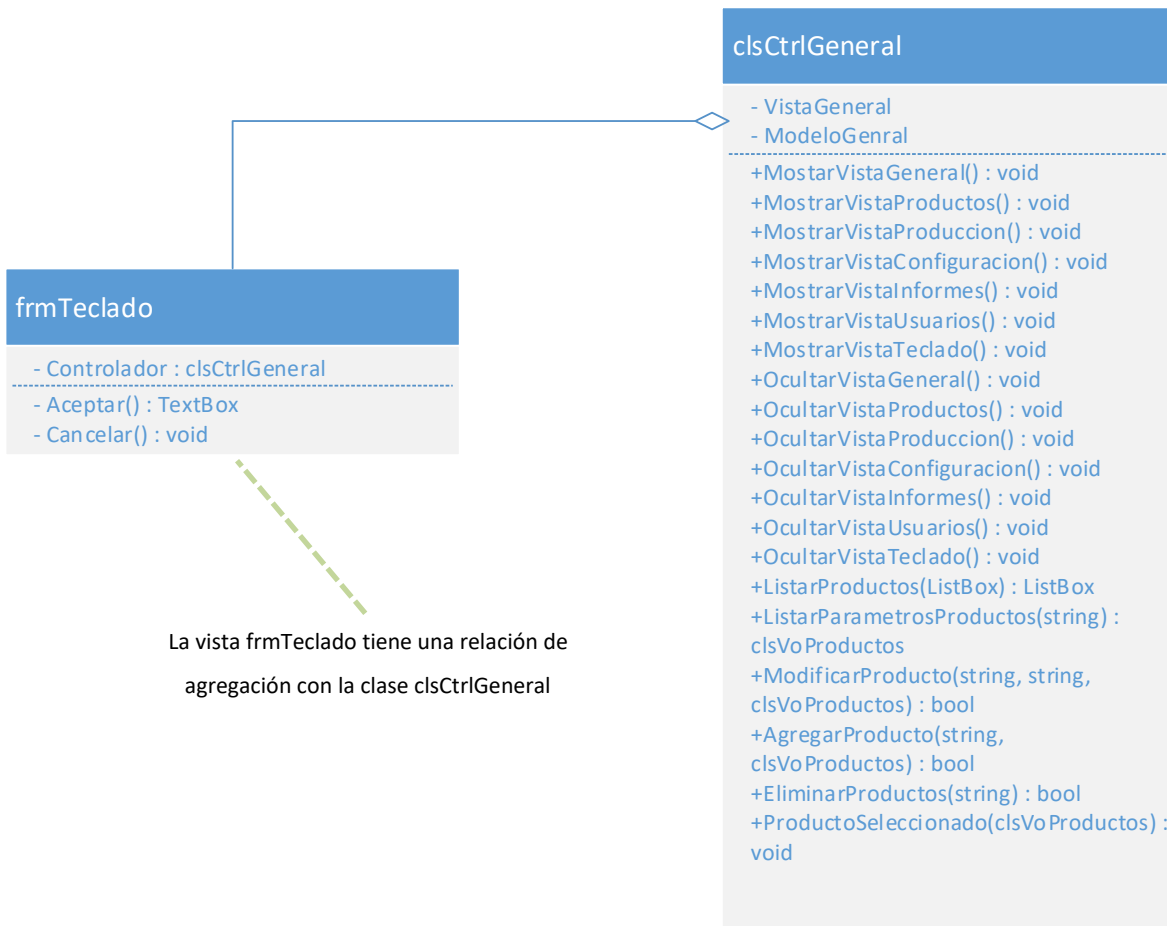 clsCtrlGeneral
- VistaGeneral
- ModeloGenral
+MostarVistaGeneral() : void
+MostrarVistaProductos() : void
+MostrarVistaProduccion() : void
+MostrarVistaConfiguracion() : void
+MostrarVistaInformes() : void
+MostrarVistaUsuarios() : void
+MostrarVistaTeclado() : void
+OcultarVistaGeneral() : void
+OcultarVistaProductos() : void
+OcultarVistaProduccion() : void
+OcultarVistaConfiguracion() : void
+OcultarVistaInformes() : void
+OcultarVistaUsuarios() : void
+OcultarVistaTeclado() : void
+ListarProductos(ListBox) : ListBox
+ListarParametrosProductos(string) :
clsVoProductos
+ModificarProducto(string, string,
clsVoProductos) : bool
+AgregarProducto(string,
clsVoProductos) : bool
+EliminarProductos(string) : bool
+ProductoSeleccionado(clsVoProductos) :
void
frmTeclado
- Controlador : clsCtrlGeneral
- Aceptar() : TextBox
- Cancelar() : void
La vista frmTeclado tiene una relación de
agregación con la clase clsCtrlGeneral